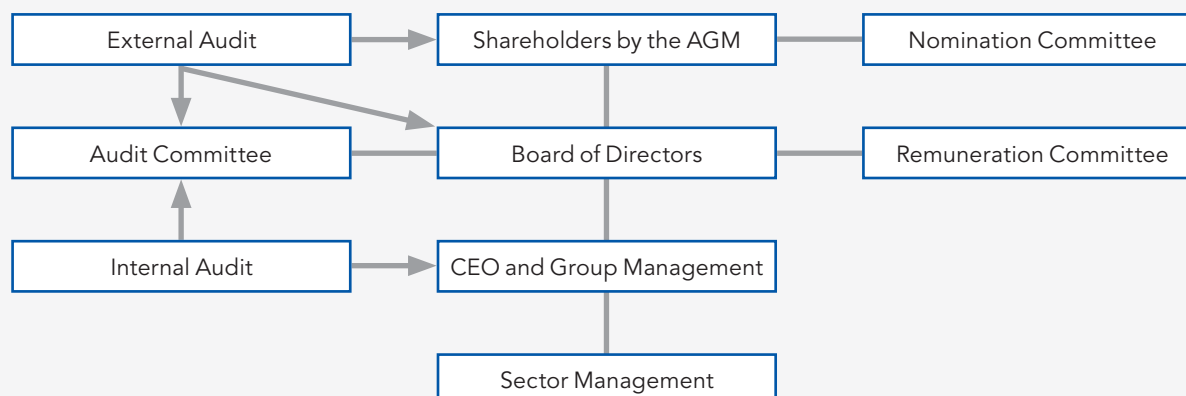 External Audit
Shareholders by the AGM
Nomination Committee
Audit Committee
Board of Directors
Remuneration Committee
Internal Audit
CEO and Group Management
Sector Management